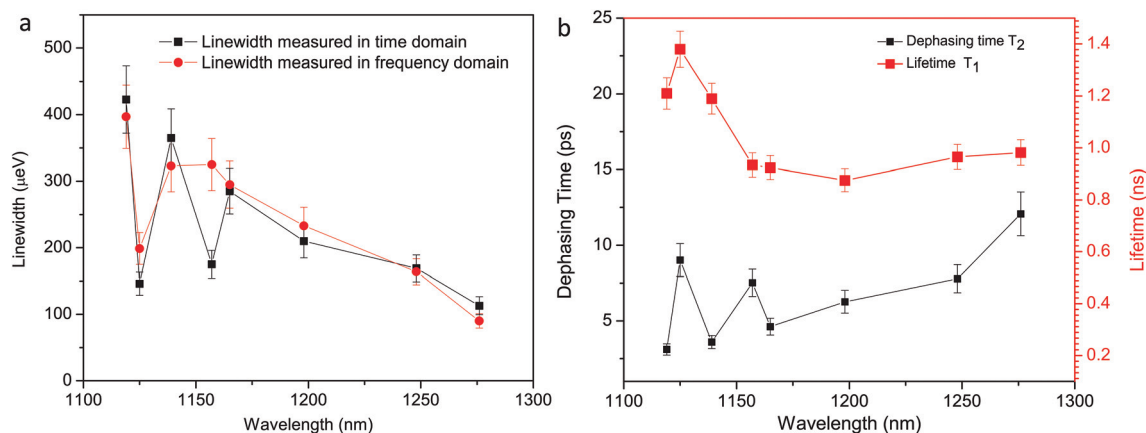 a
Linewidth measured in time domain
Linewidth measured in frequency domain
500
400
300
200
100
0
Linewidth (μeV)
1100
1150
1200
1250
1300
Wavelength (nm)
b
Dephasing time T2
Lifetime T1
25
20
15
10
5
Dephasing Time (ps)
1.4
1.2
1.0
0.8
0.6
0.4
0.2
Lifetime (ns)
1100
1150
1200
1250
1300
Wavelength (nm)